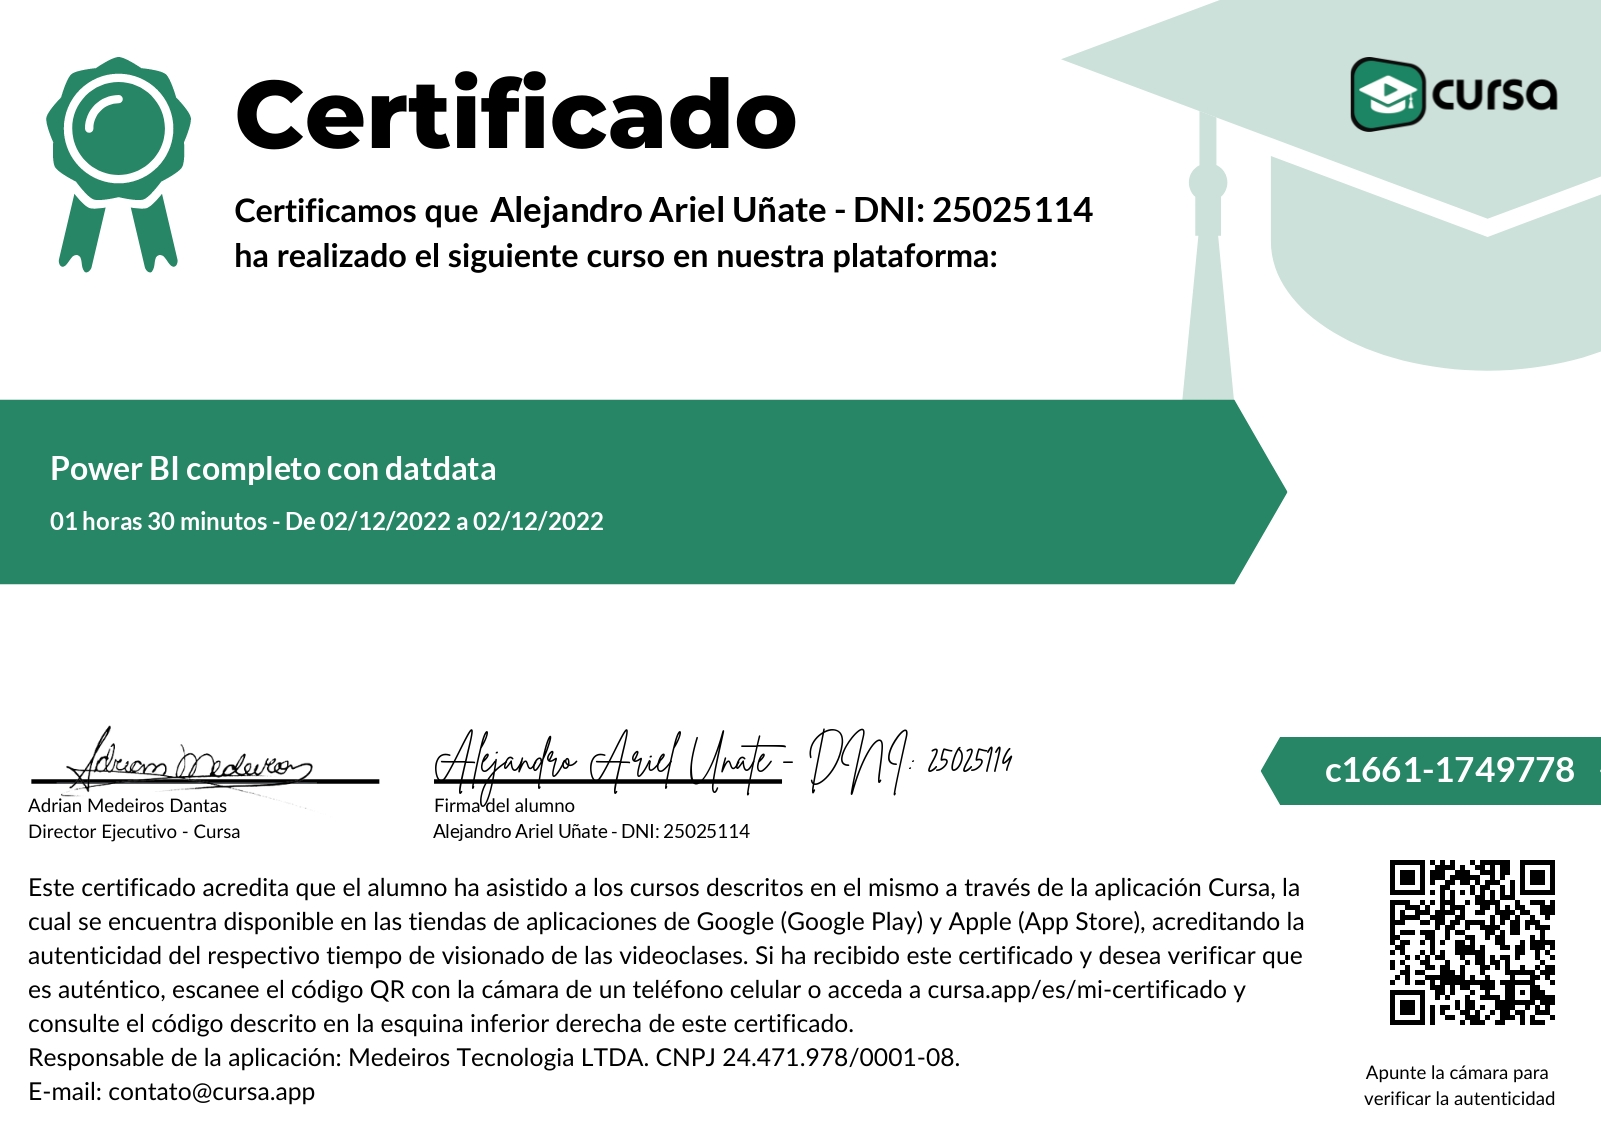 cursa
Certificado
Certificamos que Alejandro Ariel Uñate - DNI: 25025114
ha realizado el siguiente curso en nuestra plataforma:
Power BI completo con datdata
01 horas 30 minutos - De 02/12/2022 a 02/12/2022
Adrian Medeiros
Alejandro Ariel Unate - DNI: 25025114
Adrian Medeiros Dantas
Director Ejecutivo - Cursa
Firma del alumno
Alejandro Ariel Uñate - DNI: 25025114
c1661-1749778
Este certificado acredita que el alumno ha asistido a los cursos descritos en el mismo a través de la aplicación Cursa, la
cual se encuentra disponible en las tiendas de aplicaciones de Google (Google Play) y Apple (App Store), acreditando la
autenticidad del respectivo tiempo de visionado de las videoclases. Si ha recibido este certificado y desea verificar que
es auténtico, escanee el código QR con la cámara de un teléfono celular o acceda a cursa.app/es/mi-certificado y
consulte el código descrito en la esquina inferior derecha de este certificado.
Responsable de la aplicación: Medeiros Tecnologia LTDA. CNPJ 24.471.978/0001-08.
E-mail: contato@cursa.app
Apunte la cámara para
verificar la autenticidad